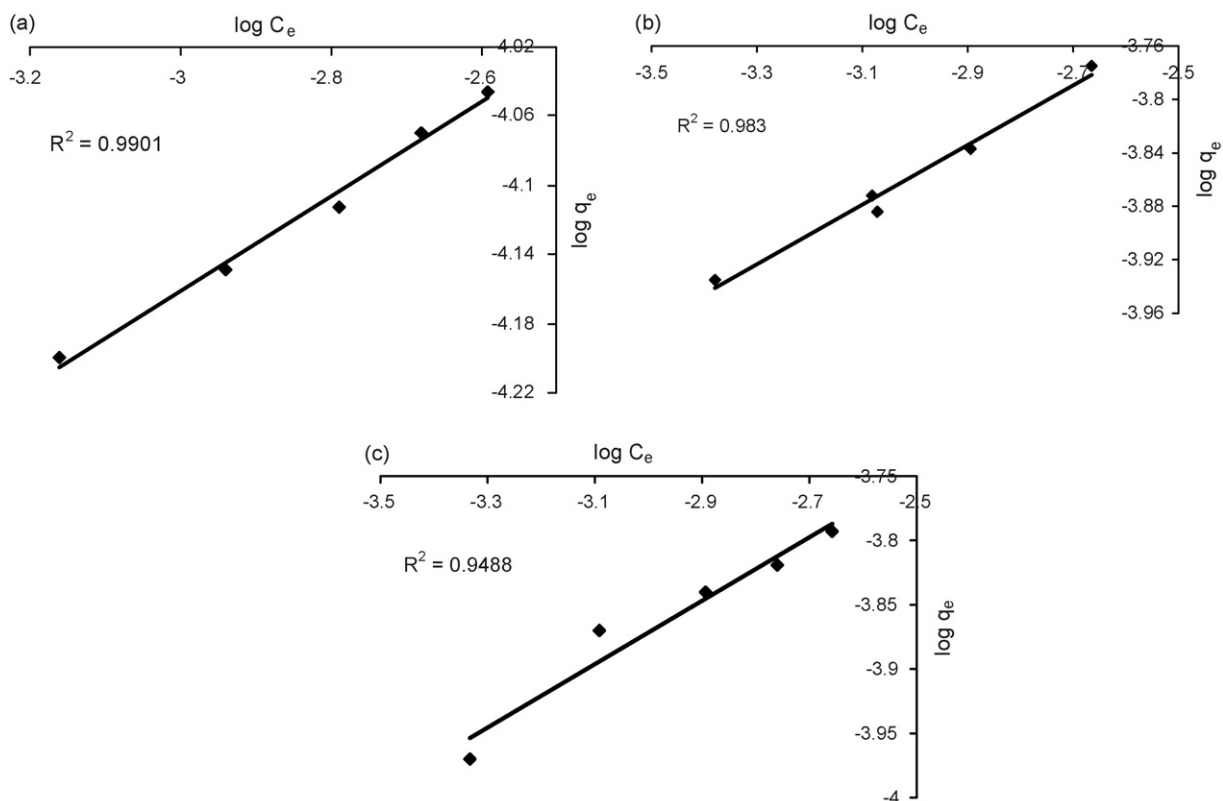 (a)
log Cₑ
-3.2
-3
-2.8
-2.6
-4.02
-4.06
-4.1
-4.14
-4.18
-4.22
log qₑ
R² = 0.9901
(b)
log Cₑ
-3.5
-3.3
-3.1
-2.9
-2.7
-2.5
-3.76
-3.8
-3.84
-3.88
-3.92
-3.96
log qₑ
R² = 0.983
(c)
log Cₑ
-3.5
-3.3
-3.1
-2.9
-2.7
-2.5
-3.75
-3.8
-3.85
-3.9
-3.95
-4
log qₑ
R² = 0.9488